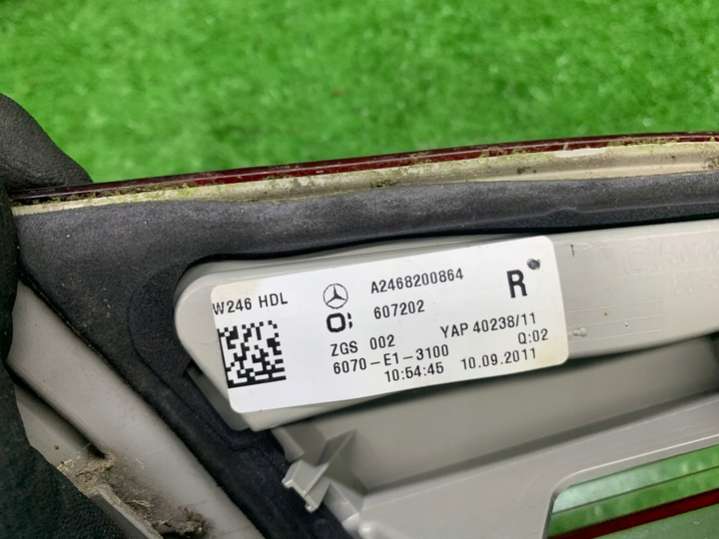 W246 HDL A2468200864 R
607202
ZGS 002 YAP 40238/11
6070-E1-3100 Q:02
10:54:45 10.09.2011